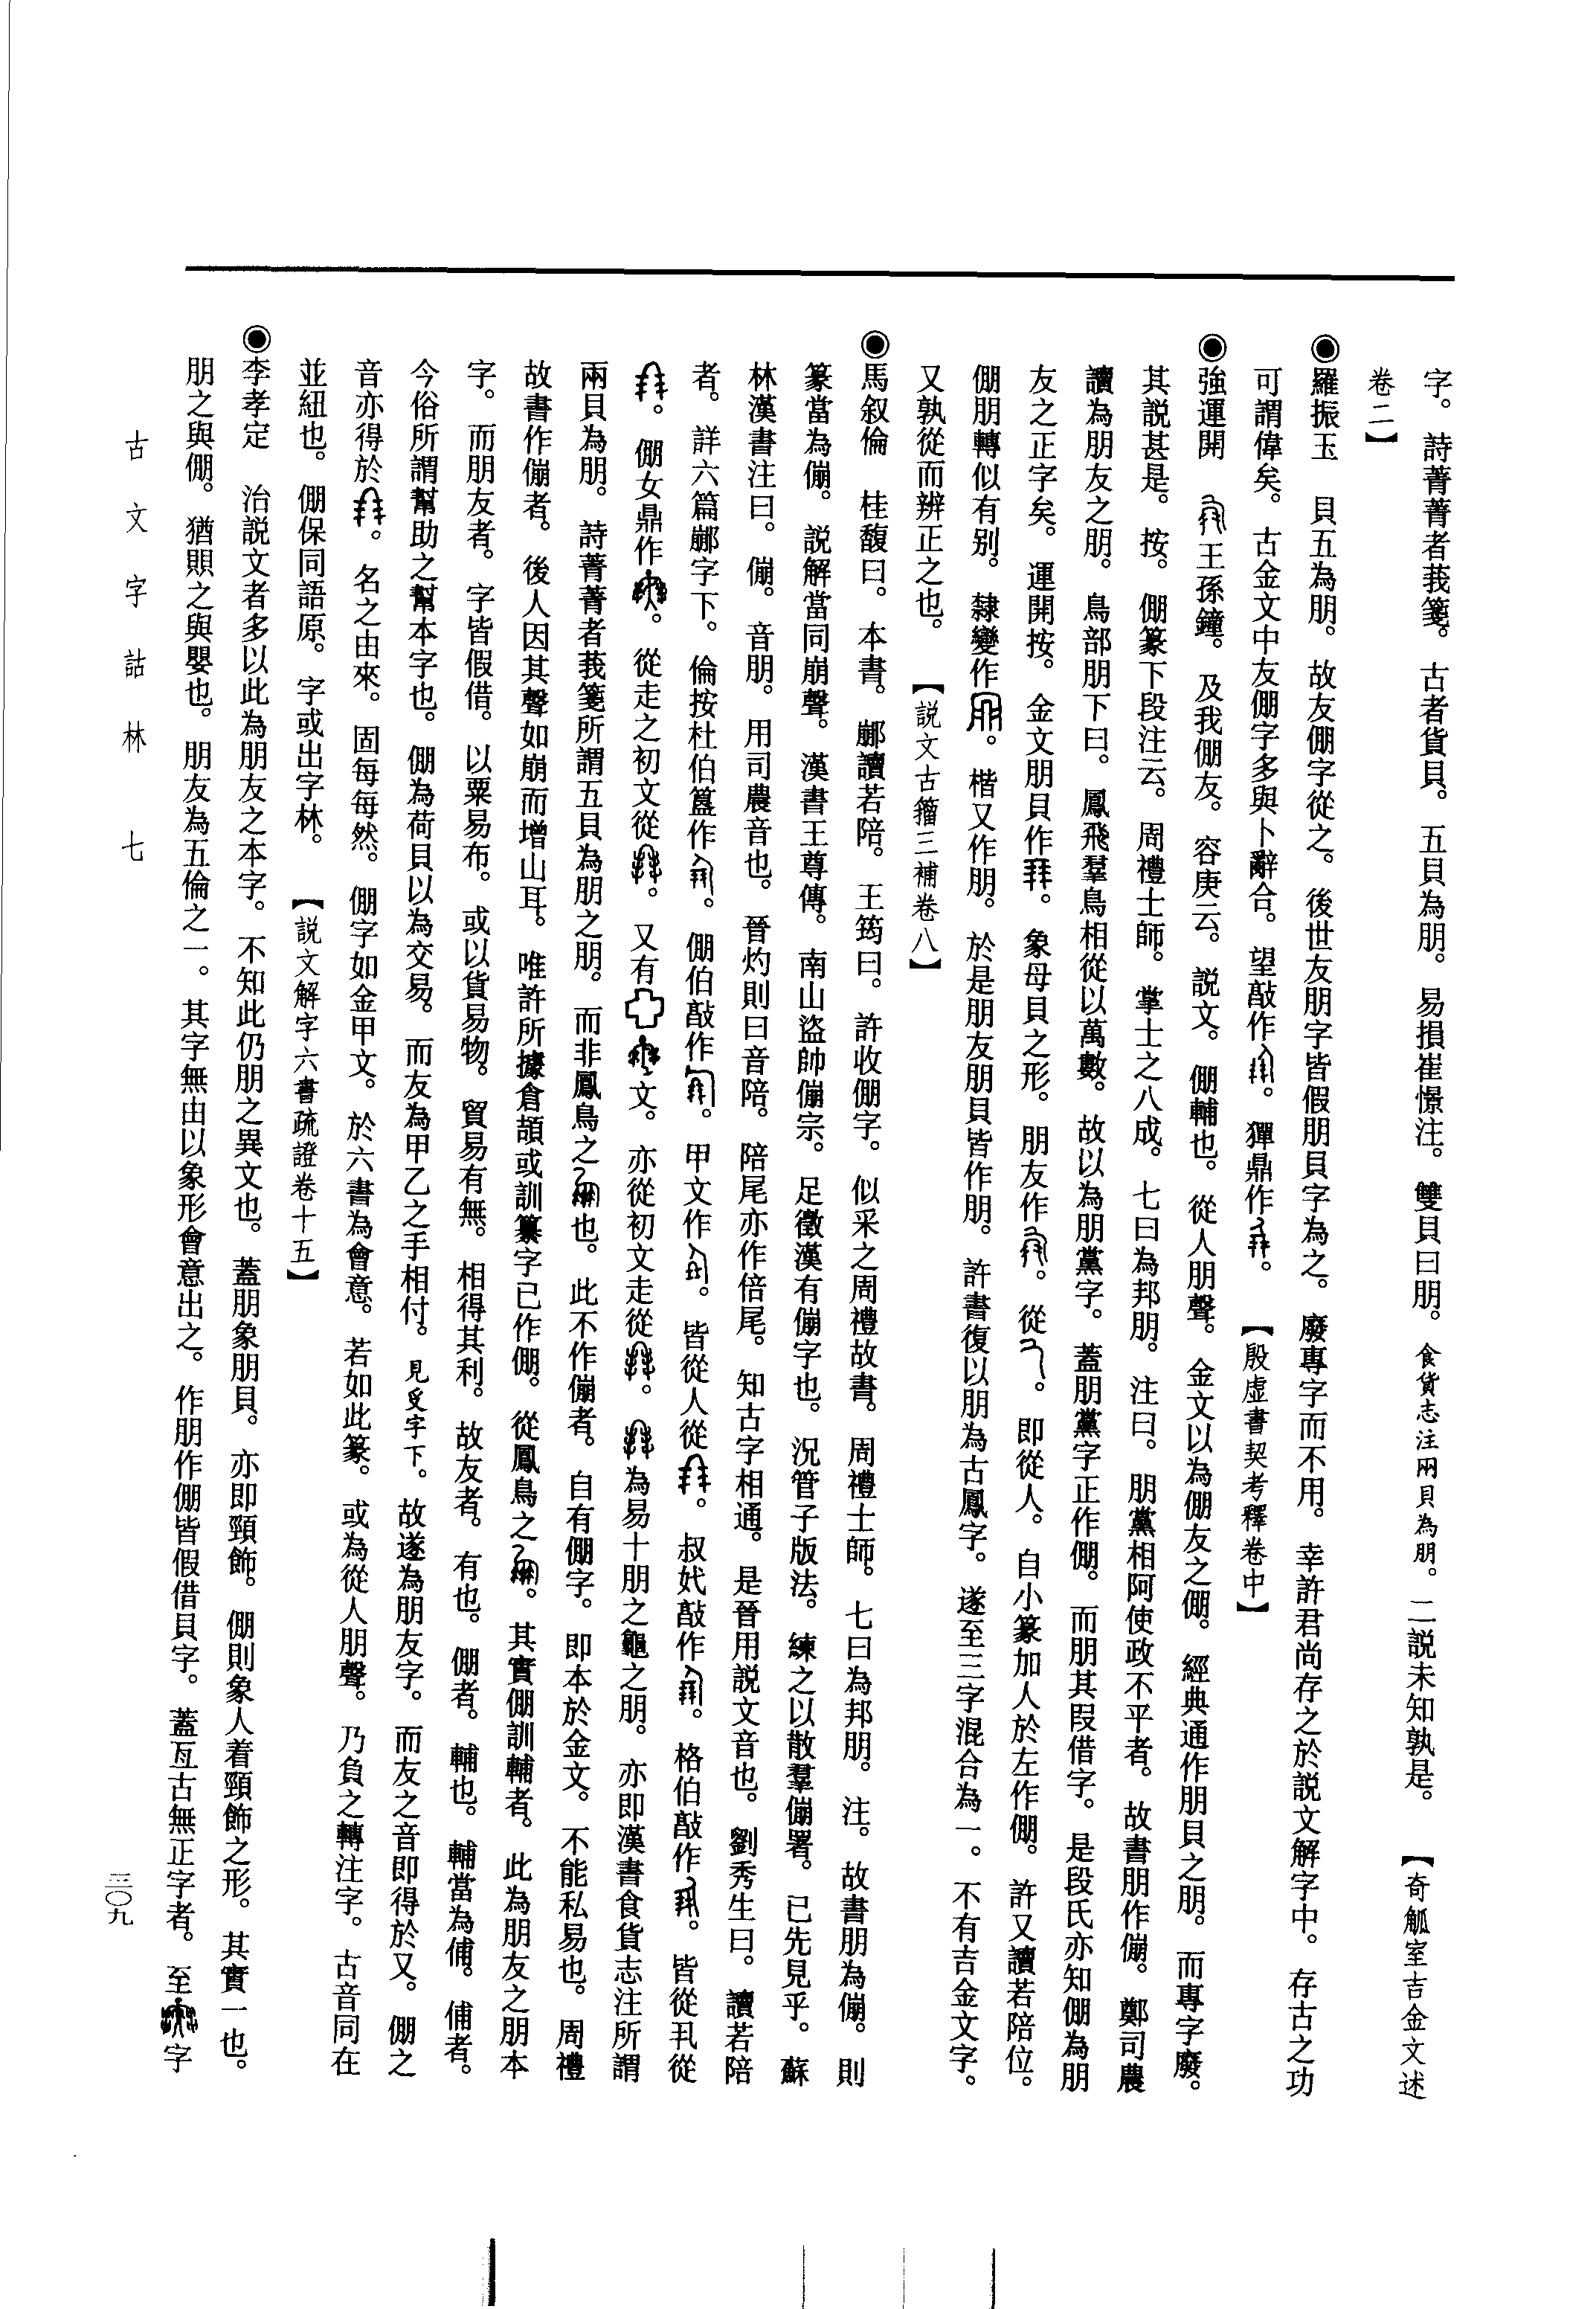 字。詩菁菁者莪箋。古者貨貝。五貝為朋。易損崔憬注。雙貝曰朋。食貨志注兩貝為朋。二説未知孰是。【奇觚室吉金文述
卷二】
◉羅振玉　貝五為朋。故友倗字從之。後世友朋字皆假朋貝字為之。廢專字而不用。幸許君尚存之於説文解字中。存古之功
可謂偉矣。古金文中友倗字多與卜辭合。望𣪘作。㺇鼎作。【殷虛書契考釋卷中】
◉強運開　王孫鐘。及我倗友。容庚云。説文。倗輔也。從人朋聲。金文以為倗友之倗。經典通作朋貝之朋。而專字廢。
其説甚是。按。倗篆下段注云。周禮士師。掌士之八成。七曰為邦朋。注曰。朋黨相阿使政不平者。故書朋作傰。鄭司農
讀為朋友之朋。鳥部朋下曰。鳳飛羣鳥相從以萬數。故以為朋黨字。蓋朋黨字正作倗。而朋其叚借字。是段氏亦知倗為朋
友之正字矣。運開按。金文朋貝作。象母貝之形。朋友作。從。即從人。自小篆加人於左作倗。許又讀若陪位。
倗朋轉似有别。隸變作。楷又作朋。於是朋友朋貝皆作朋。許書復以朋為古鳳字。遂至三字混合為一。不有吉金文字。
又孰從而辨正之也。【説文古籀三補卷八】
◉馬叙倫　桂馥曰。本書。𨞙讀若陪。王筠曰。許收倗字。似采之周禮故書。周禮士師。七曰為邦朋。注。故書朋為傰。則
篆當為傰。説解當同崩聲。漢書王尊傳。南山盜帥傰宗。足徵漢有傰字也。況管子版法。練之以散羣傰署。已先見乎。蘇
林漢書注曰。傰。音朋。用司農音也。晉灼則曰音陪。陪尾亦作倍尾。知古字相通。是晉用説文音也。劉秀生曰。讀若陪
者。詳六篇𨞙字下。倫按杜伯簋作。倗伯𣪘作。甲文作。皆從人從。叔妣𣪘作。格伯𣪘作。皆從丮從
。倗女鼎作。從走之初文從。又有文。亦從初文走從。為易十朋之龜之朋。亦即漢書食貨志注所謂
兩貝為朋。詩菁菁者莪箋所謂五貝為朋之朋。而非鳳鳥之也。此不作傰者。自有倗字。即本於金文。不能私易也。周禮
故書作傰者。後人因其聲如崩而增山耳。唯許所據倉頡或訓纂字已作倗。從鳳鳥之。其實倗訓輔者。此為朋友之朋本
字。而朋友者。字皆假借。以粟易布。或以貨易物。貿易有無。相得其利。故友者。有也。倗者。輔也。輔當為俌。俌者。
今俗所謂幫助之幫本字也。倗為荷貝以為交易。而友為甲乙之手相付。見𠬪字下。故遂為朋友字。而友之音即得於又。倗之
音亦得於。名之由來。固每每然。倗字如金甲文。於六書為會意。若如此篆。或為從人朋聲。乃負之轉注字。古音同在
並紐也。倗保同語原。字或出字林。【説文解字六書疏證卷十五】
◉李孝定　治説文者多以此為朋友之本字。不知此仍朋之異文也。蓋朋象朋貝。亦即頸飾。倗則象人着頸飾之形。其實一也。
朋之與倗。猶賏之與嬰也。朋友為五倫之一。其字無由以象形會意出之。作朋作倗皆假借貝字。蓋亙古無正字者。至字
古文字詁林　七
三〇九